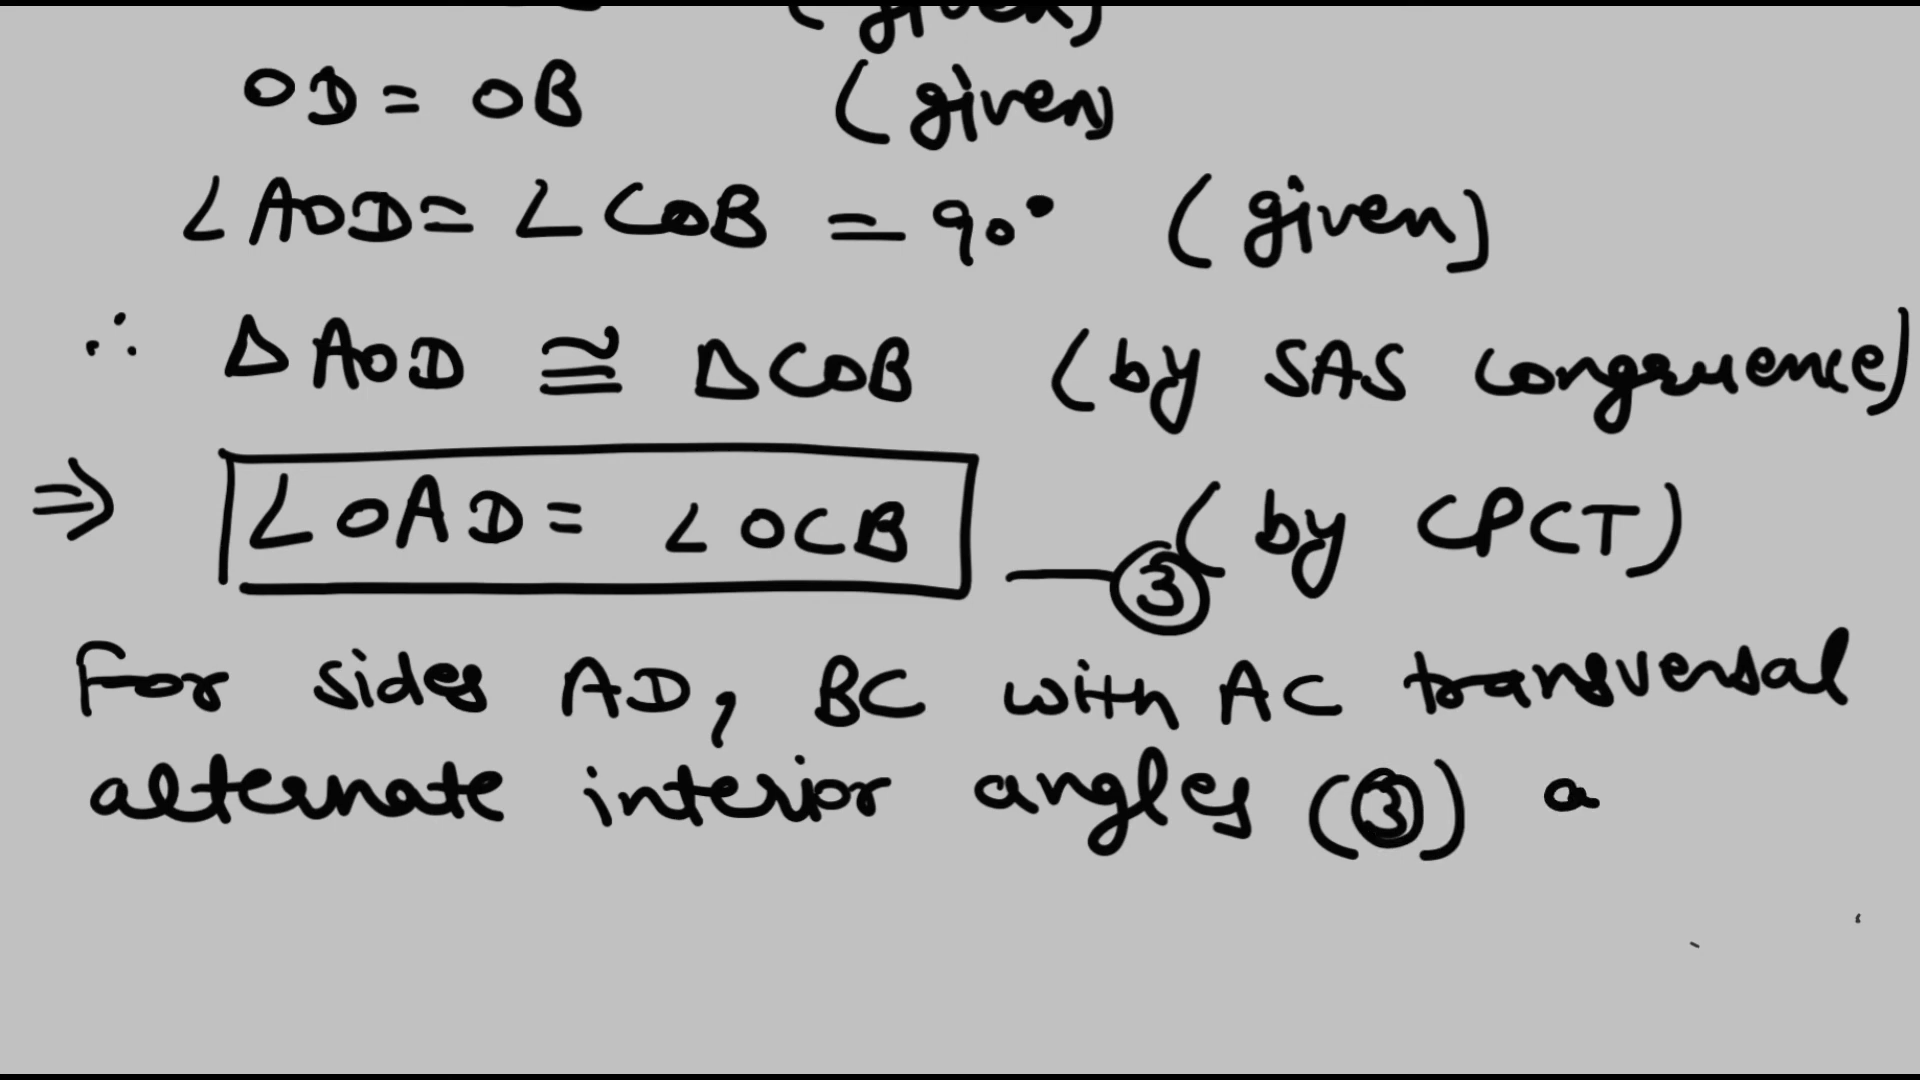 (given)
OD = OB (given)
∠AOD = ∠COB = 90° (given)
∴ ΔAOD ≅ ΔCOB (by SAS congruence)
⇒ ∠OAD = ∠OCB —③ (by CPCT)
For sides AD, BC with AC transversal
alternate interior angles (③) a